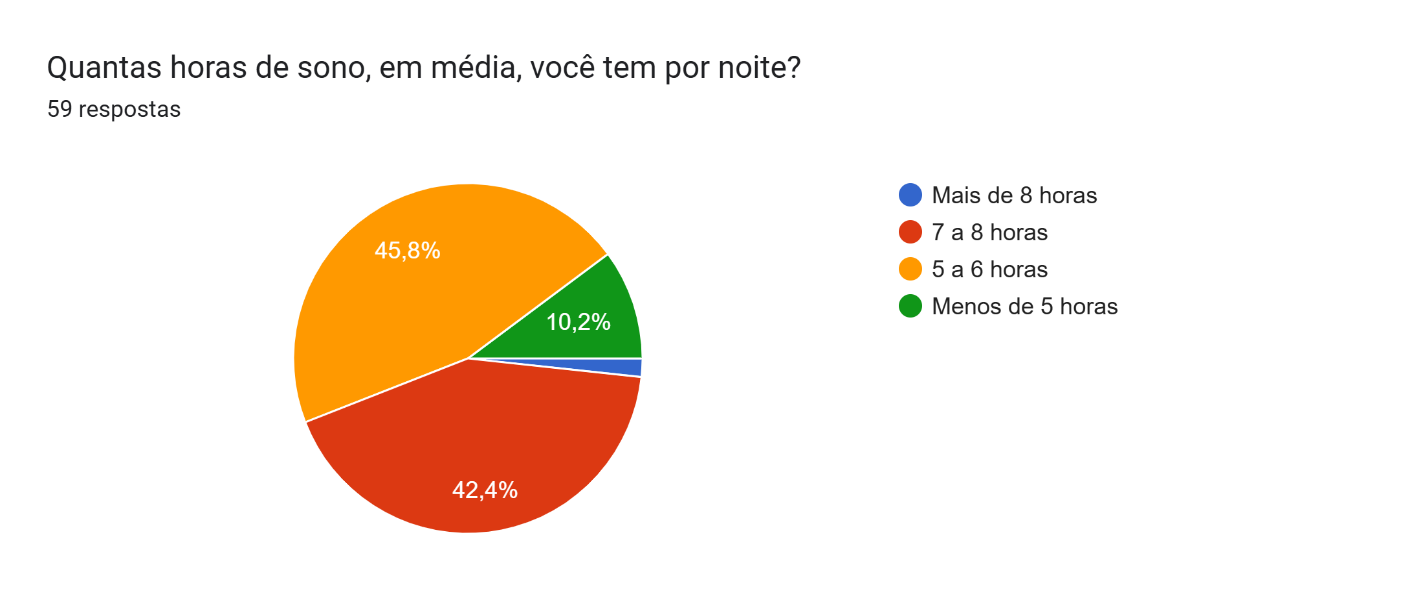 Quantas horas de sono, em média, você tem por noite?
59 respostas
45,8%
10,2%
42,4%
Mais de 8 horas
7 a 8 horas
5 a 6 horas
Menos de 5 horas